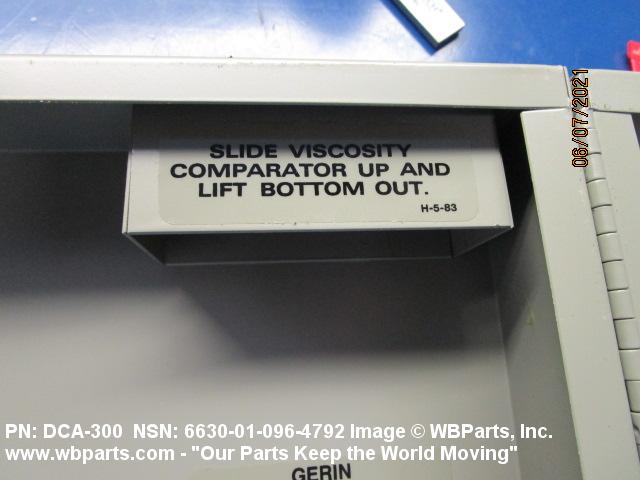 06/07/2021
SLIDE VISCOSITY
COMPARATOR UP AND
LIFT BOTTOM OUT.
H-5-83
PN: DCA-300 NSN: 6630-01-096-4792 Image © WBParts, Inc.
www.wbparts.com - "Our Parts Keep the World Moving"
GERIN